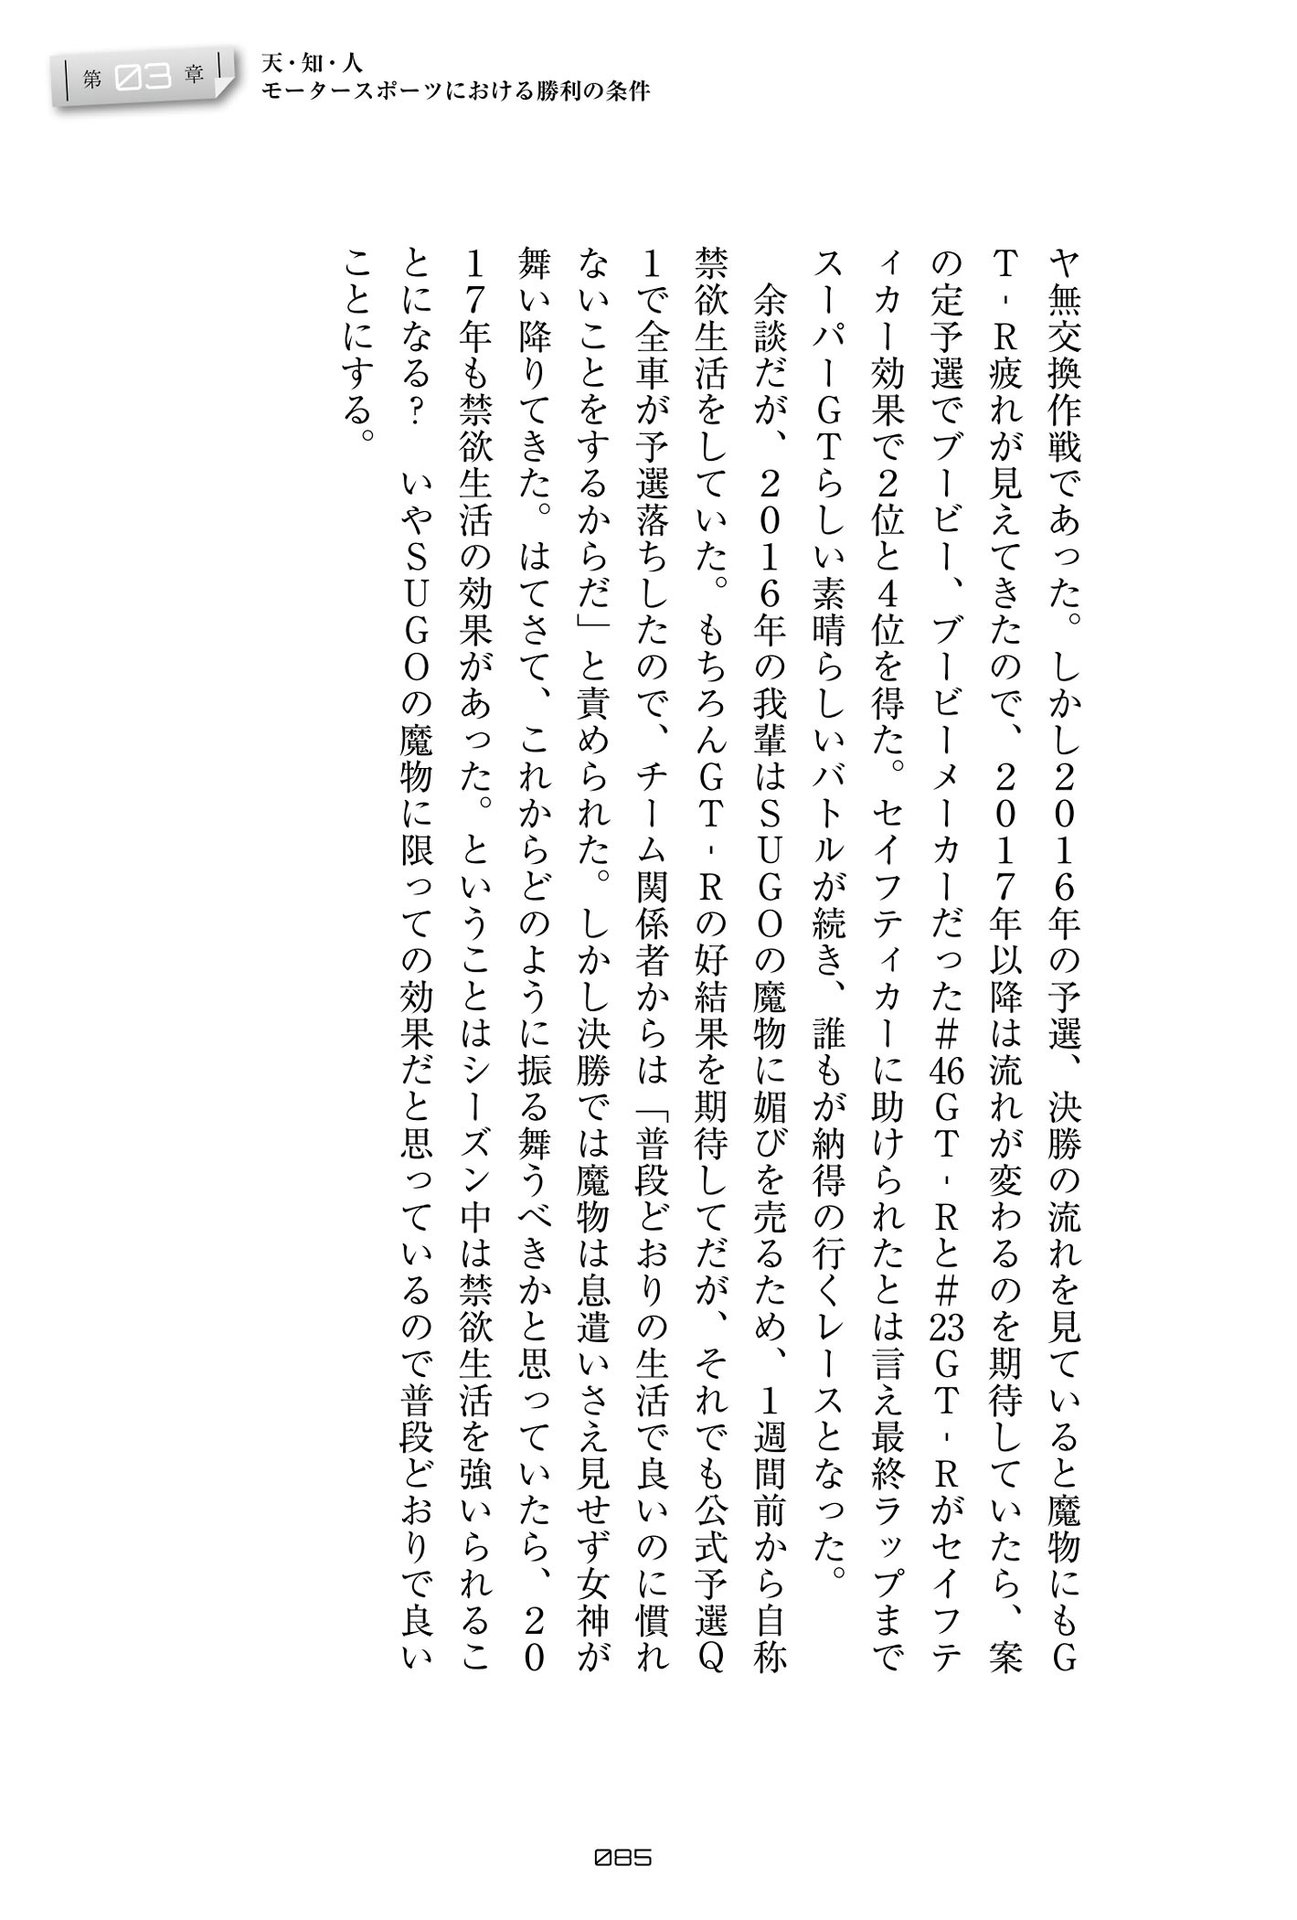 第03章
天・知・人
モータースポーツにおける勝利の条件
ヤ無交換作戦であった。しかし2016年の予選、決勝の流れを見ていると魔物にもG
T-R疲れが見えてきたので、2017年以降は流れが変わるのを期待していたら、案
の定予選でブービー、ブービーメーカーだった＃46GT-Rと＃23GT-Rがセイフテ
ィカー効果で2位と4位を得た。セイフティカーに助けられたとは言え最終ラップまで
スーパーGTらしい素晴らしいバトルが続き、誰もが納得の行くレースとなった。
　余談だが、2016年の我輩はSUGOの魔物に媚びを売るため、1週間前から自称
禁欲生活をしていた。もちろんGT-Rの好結果を期待してだが、それでも公式予選Q
1で全車が予選落ちしたので、チーム関係者からは「普段どおりの生活で良いのに慣れ
ないことをするからだ」と責められた。しかし決勝では魔物は息遣いさえ見せず女神が
舞い降りてきた。はてさて、これからどのように振る舞うべきかと思っていたら、20
17年も禁欲生活の効果があった。ということはシーズン中は禁欲生活を強いられるこ
とになる？　いやSUGOの魔物に限っての効果だと思っているので普段どおりで良い
ことにする。
085